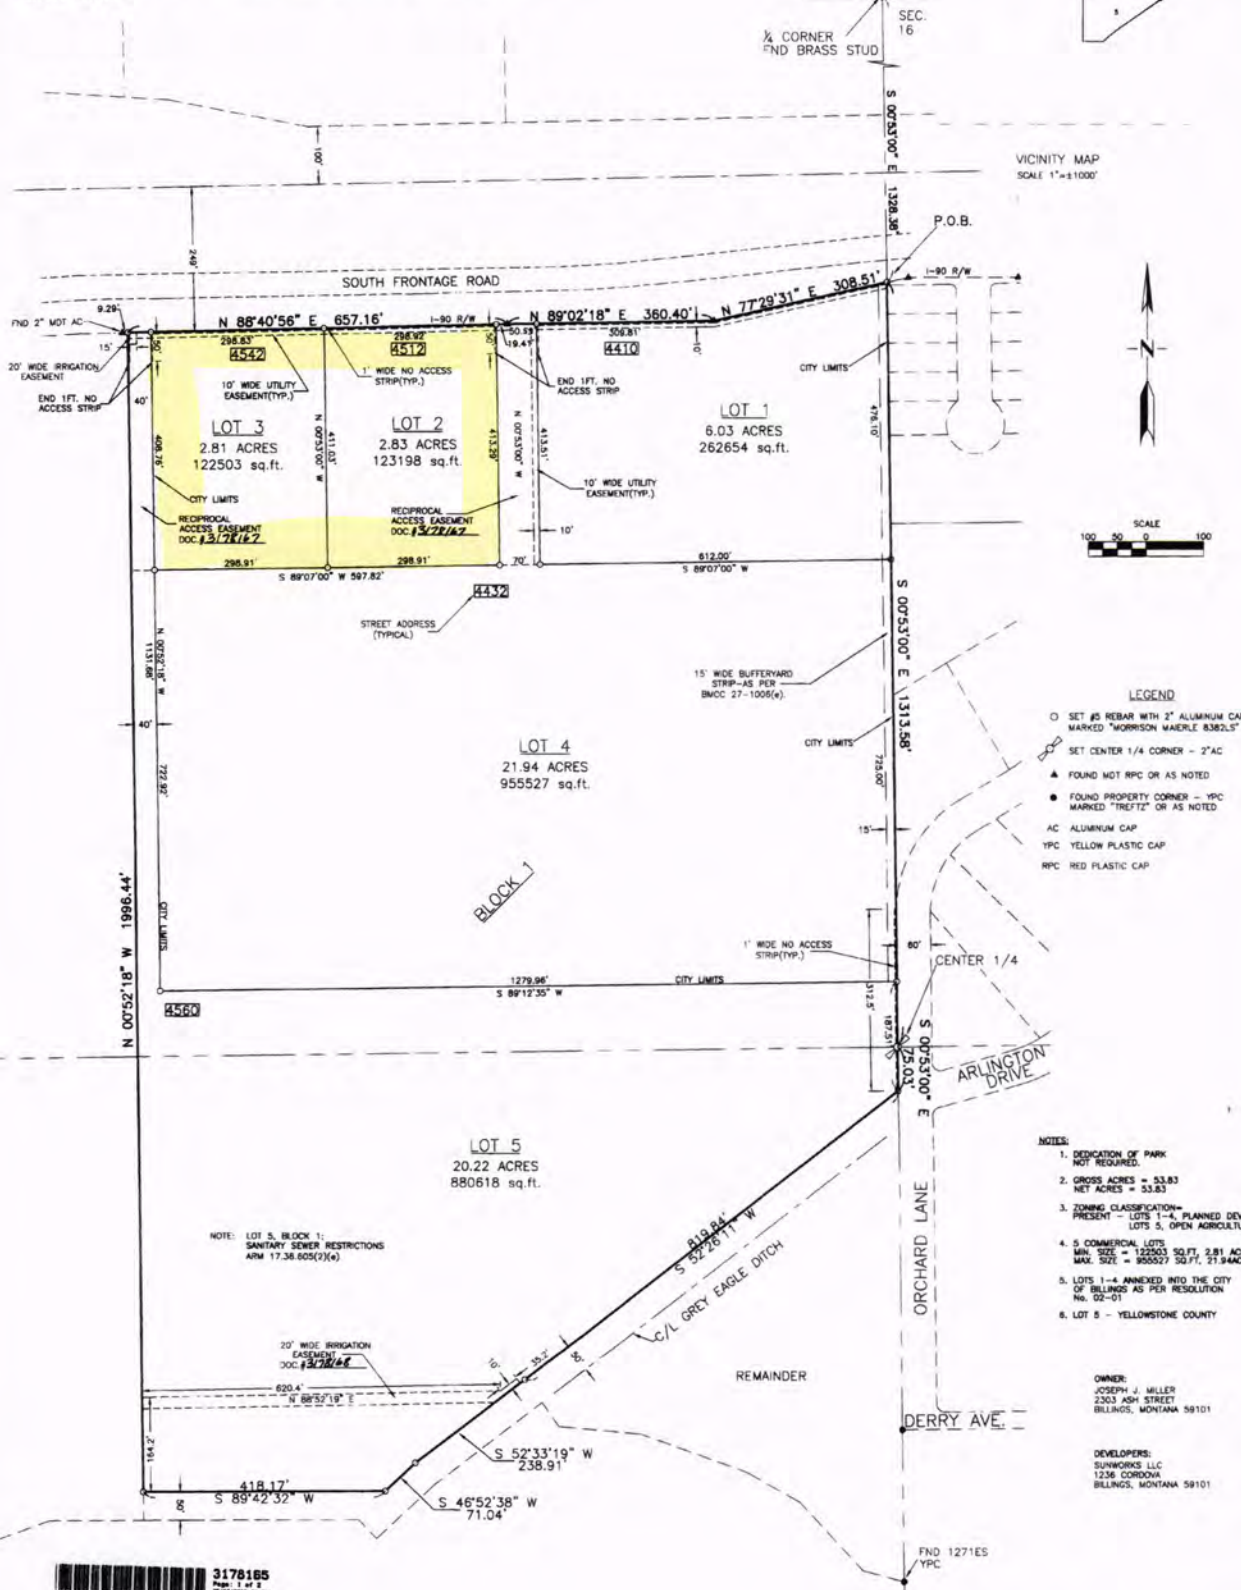 SEC.
16
¼ CORNER
FND BRASS STUD
S
S 00°53'00" E 1328.38'
100'
249'
VICINITY MAP
SCALE 1"=±1000'
P.O.B.
I-90 R/W
SOUTH FRONTAGE ROAD
9.29'
FND 2" MDT AC
N 88°40'56" E 657.16'
I-90 R/W
N 89°02'18" E 360.40'
N 77°29'31" E 308.51'
15'
298.83'
298.92'
50.59'
19.41'
309.81'
50'
50'
10'
4542
4512
4410
20' WIDE IRRIGATION
EASEMENT
END 1FT. NO
ACCESS STRIP
40'
10' WIDE UTILITY
EASEMENT(TYP.)
1' WIDE NO ACCESS
STRIP(TYP.)
END 1FT. NO
ACCESS STRIP
CITY LIMITS
LOT 3
2.81 ACRES
122503 sq.ft.
LOT 2
2.83 ACRES
123198 sq.ft.
LOT 1
6.03 ACRES
262654 sq.ft.
408.76'
N 00°53'00" W
411.03'
413.29'
N 00°53'00" W
413.51'
476.10'
CITY LIMITS
RECIPROCAL
ACCESS EASEMENT
DOC.#3178167
RECIPROCAL
ACCESS EASEMENT
DOC.#3178167
10' WIDE UTILITY
EASEMENT(TYP.)
10'
298.91'
298.91'
70'
612.00'
S 89°07'00" W 597.82'
S 89°07'00" W
SCALE
100 50 0 100
4432
STREET ADDRESS
(TYPICAL)
N 00°52'18" W
1131.68'
S 00°53'00" E 1313.58'
15' WIDE BUFFERYARD
STRIP-AS PER
BMCC 27-1006(e).
40'
CITY LIMITS
LOT 4
21.94 ACRES
955527 sq.ft.
722.92'
725.00'
15'
LEGEND
SET #5 REBAR WITH 2" ALUMINUM CA
MARKED "MORRISON MAIERLE 8382LS"
SET CENTER 1/4 CORNER - 2"AC
FOUND MDT RPC OR AS NOTED
FOUND PROPERTY CORNER - YPC
MARKED "TREFTZ" OR AS NOTED
AC ALUMINUM CAP
YPC YELLOW PLASTIC CAP
RPC RED PLASTIC CAP
BLOCK 1
N 00°52'18" W 1996.44'
CITY LIMITS
1' WIDE NO ACCESS
STRIP(TYP.)
60'
CENTER 1/4
1279.96'
CITY LIMITS
S 89°12'35" W
312.5'
4560
187.51'
S 00°53'00" E
75.03'
ARLINGTON
DRIVE
LOT 5
20.22 ACRES
880618 sq.ft.
NOTE: LOT 5, BLOCK 1;
SANITARY SEWER RESTRICTIONS
ARM 17.36.605(2)(e)
819.84'
S 52°26'11" W
C/L GREY EAGLE DITCH
ORCHARD LANE
NOTES:
1. DEDICATION OF PARK
NOT REQUIRED.
2. GROSS ACRES = 53.83
NET ACRES = 53.83
3. ZONING CLASSIFICATION=
PRESENT - LOTS 1-4, PLANNED DEV
LOTS 5, OPEN AGRICULTU
4. 5 COMMERCIAL LOTS
MIN. SIZE = 122503 SQ.FT, 2.81 AC
MAX. SIZE = 955527 SQ.FT, 21.94AC
5. LOTS 1-4 ANNEXED INTO THE CITY
OF BILLINGS AS PER RESOLUTION
No. 02-01
6. LOT 5 - YELLOWSTONE COUNTY
20' WIDE IRRIGATION
EASEMENT
DOC.#3178168
10'
35.2'
50'
620.4'
N 88°52'19" E
164.2'
REMAINDER
OWNER:
JOSEPH J. MILLER
2303 ASH STREET
BILLINGS, MONTANA 59101
DERRY AVE.
S 52°33'19" W
238.91'
DEVELOPERS:
SUNWORKS LLC
1236 CORDOVA
BILLINGS, MONTANA 59101
418.17'
S 89°42'32" W
50'
S 46°52'38" W
71.04'
FND 1271ES
YPC
3178165
Page: 1 of 2